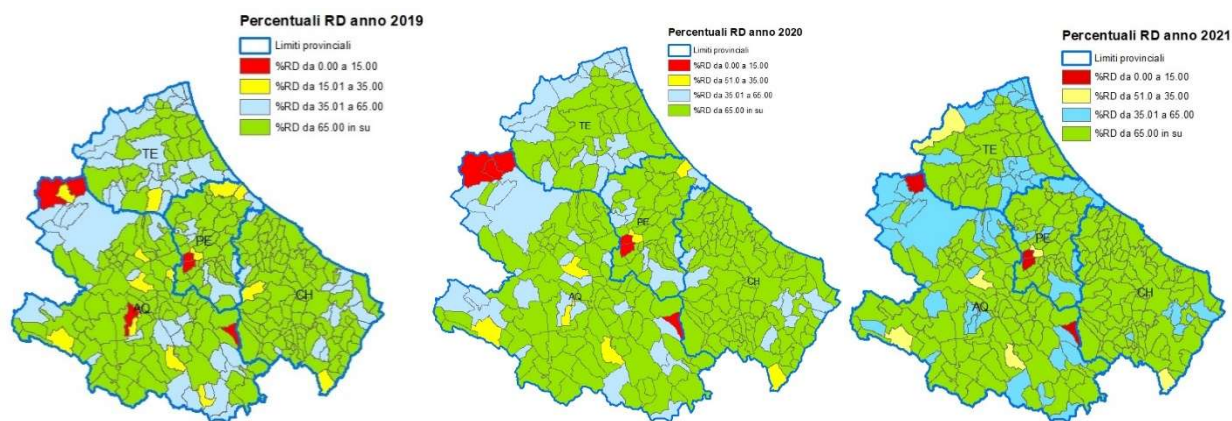 Percentuali RD anno 2019
Limiti provinciali
%RD da 0.00 a 15.00
%RD da 15.01 a 35.00
%RD da 35.01 a 65.00
%RD da 65.00 in su
TE
PE
CH
AQ
Percentuali RD anno 2020
Limiti provinciali
%RD da 0.00 a 15.00
%RD da 51.0 a 35.00
%RD da 35.01 a 65.00
%RD da 65.00 in su
TE
PE
CH
AQ
Percentuali RD anno 2021
Limiti provinciali
%RD da 0.00 a 15.00
%RD da 51.0 a 35.00
%RD da 35.01 a 65.00
%RD da 65.00 in su
TE
PE
CH
AQ